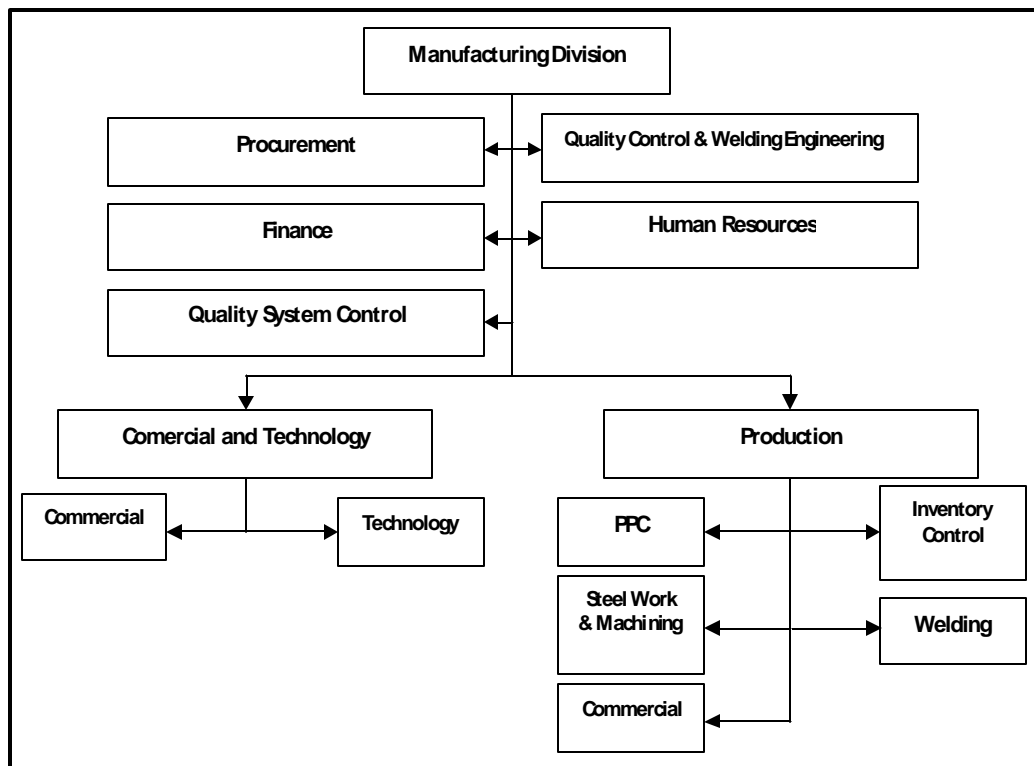 Manufacturing Division
Procurement
Quality Control & Welding Engineering
Finance
Human Resources
Quality System Control
Comercial and Technology
Production
Commercial
Technology
PPC
Inventory
Control
Steel Work
& Machining
Welding
Commercial